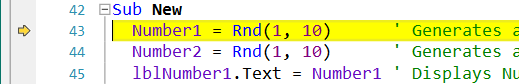 42 Sub New
43 Number1 = Rnd(1, 10) ' Generates a
44 Number2 = Rnd(1, 10) ' Generates a
45 lblNumber1.Text = Number1 ' Displays Nu